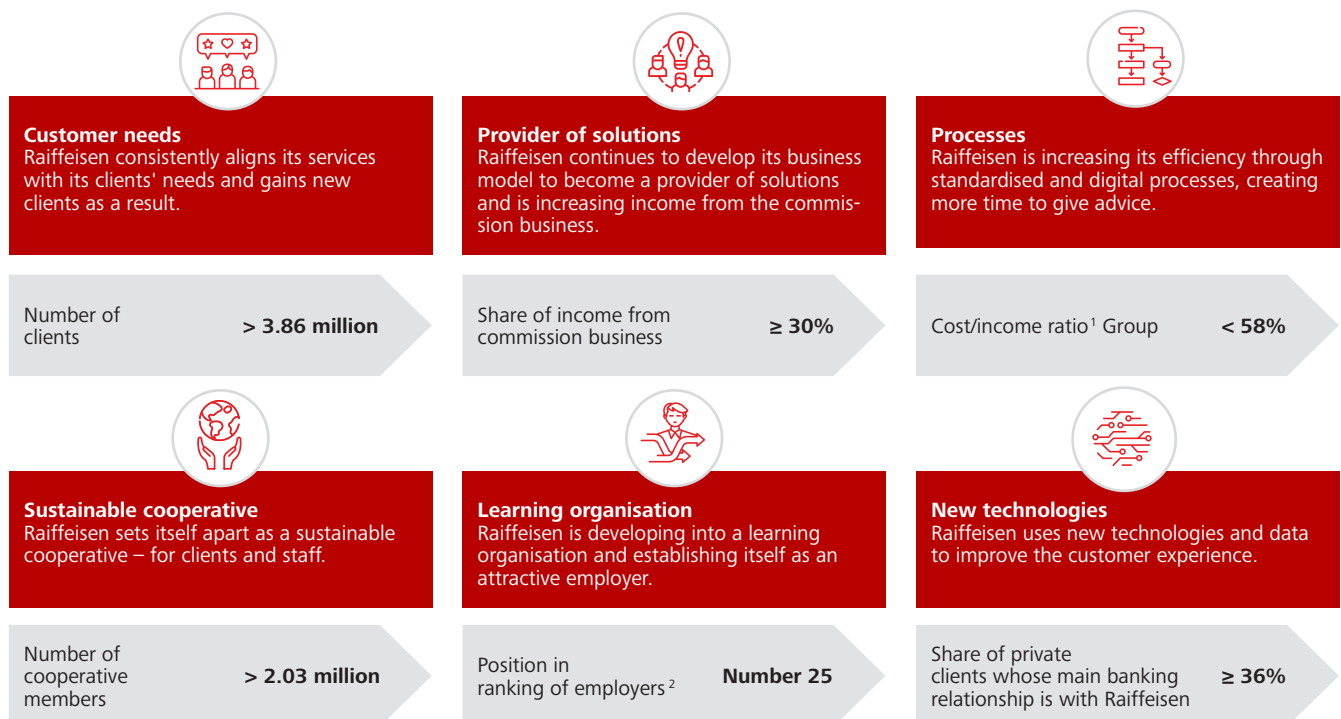 Customer needs
Raiffeisen consistently aligns its services
with its clients' needs and gains new
clients as a result.
Number of
clients
> 3.86 million
Provider of solutions
Raiffeisen continues to develop its business
model to become a provider of solutions
and is increasing income from the commis-
sion business.
Share of income from
commission business
≥ 30%
Processes
Raiffeisen is increasing its efficiency through
standardised and digital processes, creating
more time to give advice.
Cost/income ratio¹ Group
< 58%
Sustainable cooperative
Raiffeisen sets itself apart as a sustainable
cooperative – for clients and staff.
Number of
cooperative
members
> 2.03 million
Learning organisation
Raiffeisen is developing into a learning
organisation and establishing itself as an
attractive employer.
Position in
ranking of employers²
Number 25
New technologies
Raiffeisen uses new technologies and data
to improve the customer experience.
Share of private
clients whose main banking
relationship is with Raiffeisen
≥ 36%